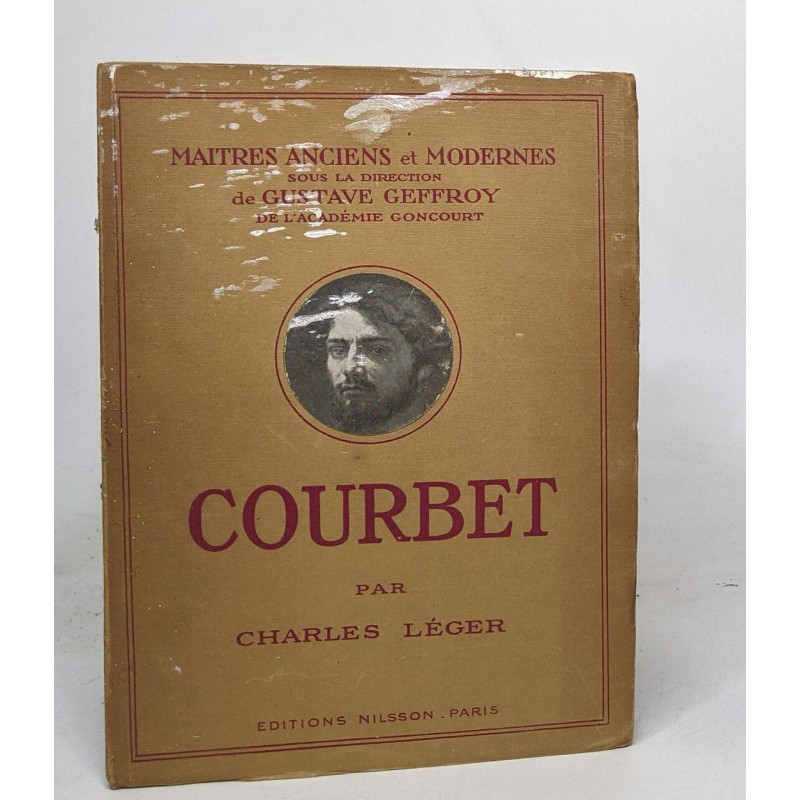 MAITRES ANCIENS et MODERNES
SOUS LA DIRECTION
de GUSTAVE GEFFROY
DE L'ACADÉMIE GONCOURT
COURBET
PAR
CHARLES LÉGER
EDITIONS NILSSON - PARIS